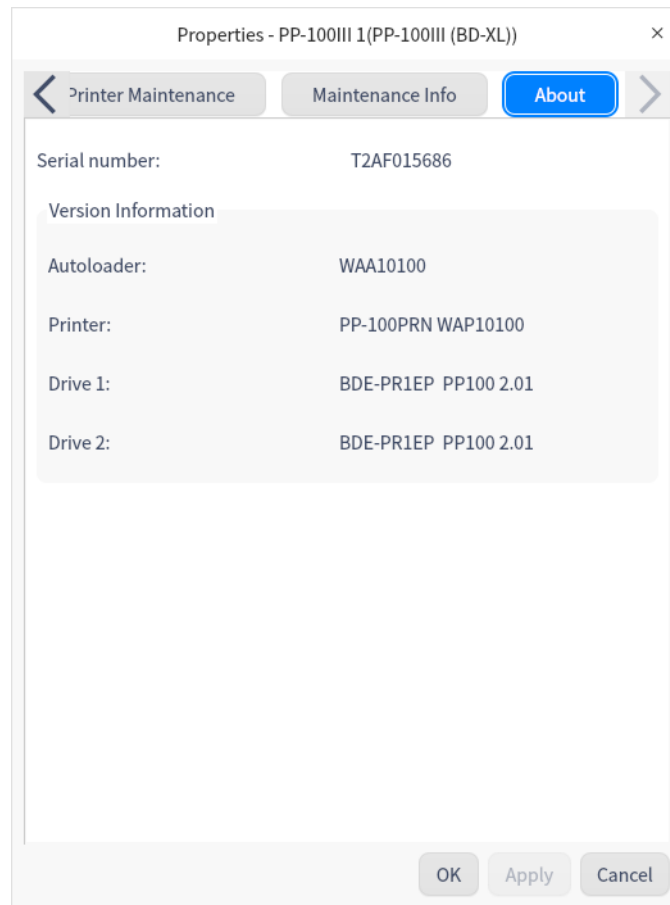 Properties - PP-100III 1(PP-100III (BD-XL))
Printer Maintenance Maintenance Info About
Serial number: T2AF015686
Version Information
Autoloader: WAA10100
Printer: PP-100PRN WAP10100
Drive 1: BDE-PR1EP PP100 2.01
Drive 2: BDE-PR1EP PP100 2.01
OK Apply Cancel